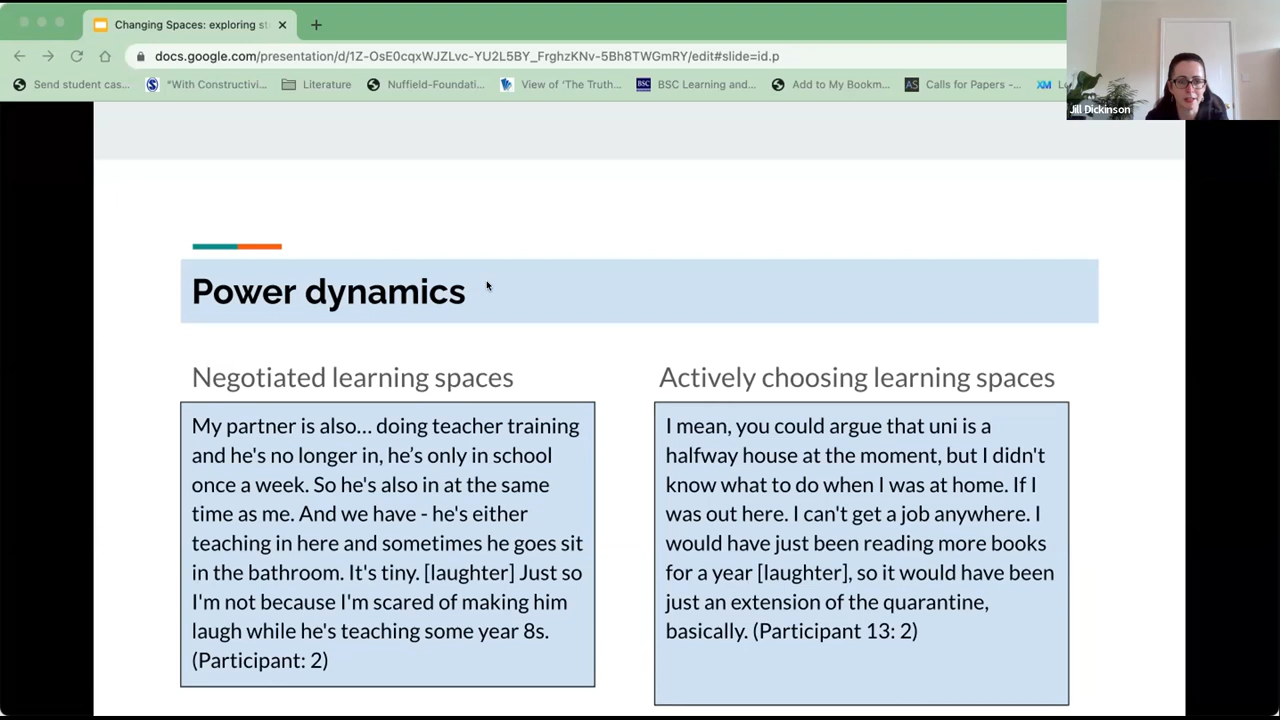 Changing Spaces: exploring st
docs.google.com/presentation/d/1Z-OsE0cqxWJZLvc-YU2L5BY_FrghzKNv-5Bh8TWGmRY/edit#slide=id.p
Send student cas... "With Constructivi... Literature Nuffield-Foundati... View of 'The Truth... BSC BSC Learning and... Add to My Bookm... AS Calls for Papers -... XM
Jill Dickinson
Power dynamics
Negotiated learning spaces
My partner is also... doing teacher training
and he's no longer in, he's only in school
once a week. So he's also in at the same
time as me. And we have - he's either
teaching in here and sometimes he goes sit
in the bathroom. It's tiny. [laughter] Just so
I'm not because I'm scared of making him
laugh while he's teaching some year 8s.
(Participant: 2)
Actively choosing learning spaces
I mean, you could argue that uni is a
halfway house at the moment, but I didn't
know what to do when I was at home. If I
was out here. I can't get a job anywhere. I
would have just been reading more books
for a year [laughter], so it would have been
just an extension of the quarantine,
basically. (Participant 13: 2)